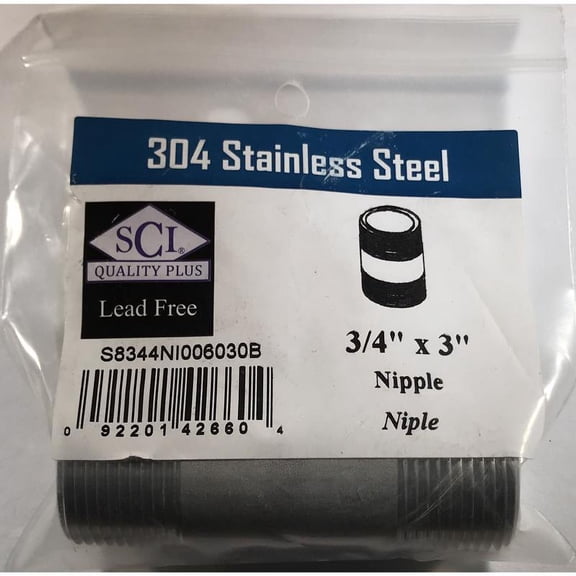 304 Stainless Steel
SCI®
QUALITY PLUS
Lead Free
S8344NI006030B
0 92201 42660 4
3/4" x 3"
Nipple
Niple